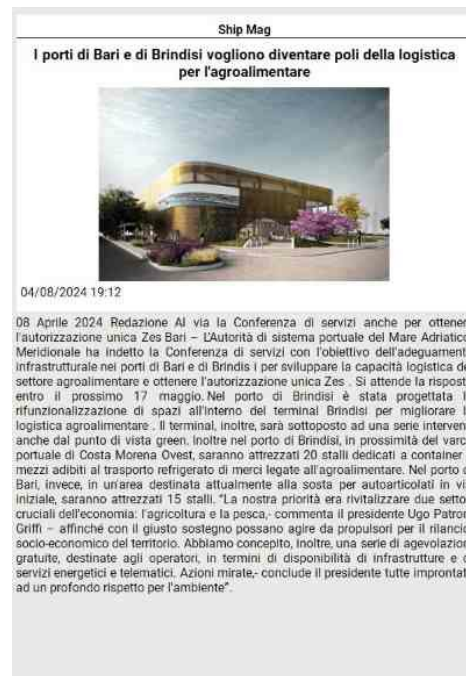 Ship Mag
I porti di Bari e di Brindisi vogliono diventare poli della logistica
per l'agroalimentare
04/08/2024 19:12
08 Aprile 2024 Redazione Al via la Conferenza di servizi anche per ottener
l'autorizzazione unica Zes Bari – L'Autorità di sistema portuale del Mare Adriatic
Meridionale ha indetto la Conferenza di servizi con l'obiettivo dell'adeguament
infrastrutturale nei porti di Bari e di Brindis i per sviluppare la capacità logistica de
settore agroalimentare e ottenere l'autorizzazione unica Zes . Si attende la rispost
entro il prossimo 17 maggio. Nel porto di Brindisi è stata progettata l
rifunzionalizzazione di spazi all'interno del terminal Brindisi per migliorare l
logistica agroalimentare . Il terminal, inoltre, sarà sottoposto ad una serie intervent
anche dal punto di vista green. Inoltre nel porto di Brindisi, in prossimità del varc
portuale di Costa Morena Ovest, saranno attrezzati 20 stalli dedicati a container
mezzi adibiti al trasporto refrigerato di merci legate all'agroalimentare. Nel porto d
Bari, invece, in un'area destinata attualmente alla sosta per autoarticolati in vi
iniziale, saranno attrezzati 15 stalli. "La nostra priorità era rivitalizzare due setto
cruciali dell'economia: l'agricoltura e la pesca,- commenta il presidente Ugo Patron
Griffi – affinché con il giusto sostegno possano agire da propulsori per il rilanci
socio-economico del territorio. Abbiamo concepito, inoltre, una serie di agevolazion
gratuite, destinate agli operatori, in termini di disponibilità di infrastrutture e d
servizi energetici e telematici. Azioni mirate,- conclude il presidente tutte improntat
ad un profondo rispetto per l'ambiente".